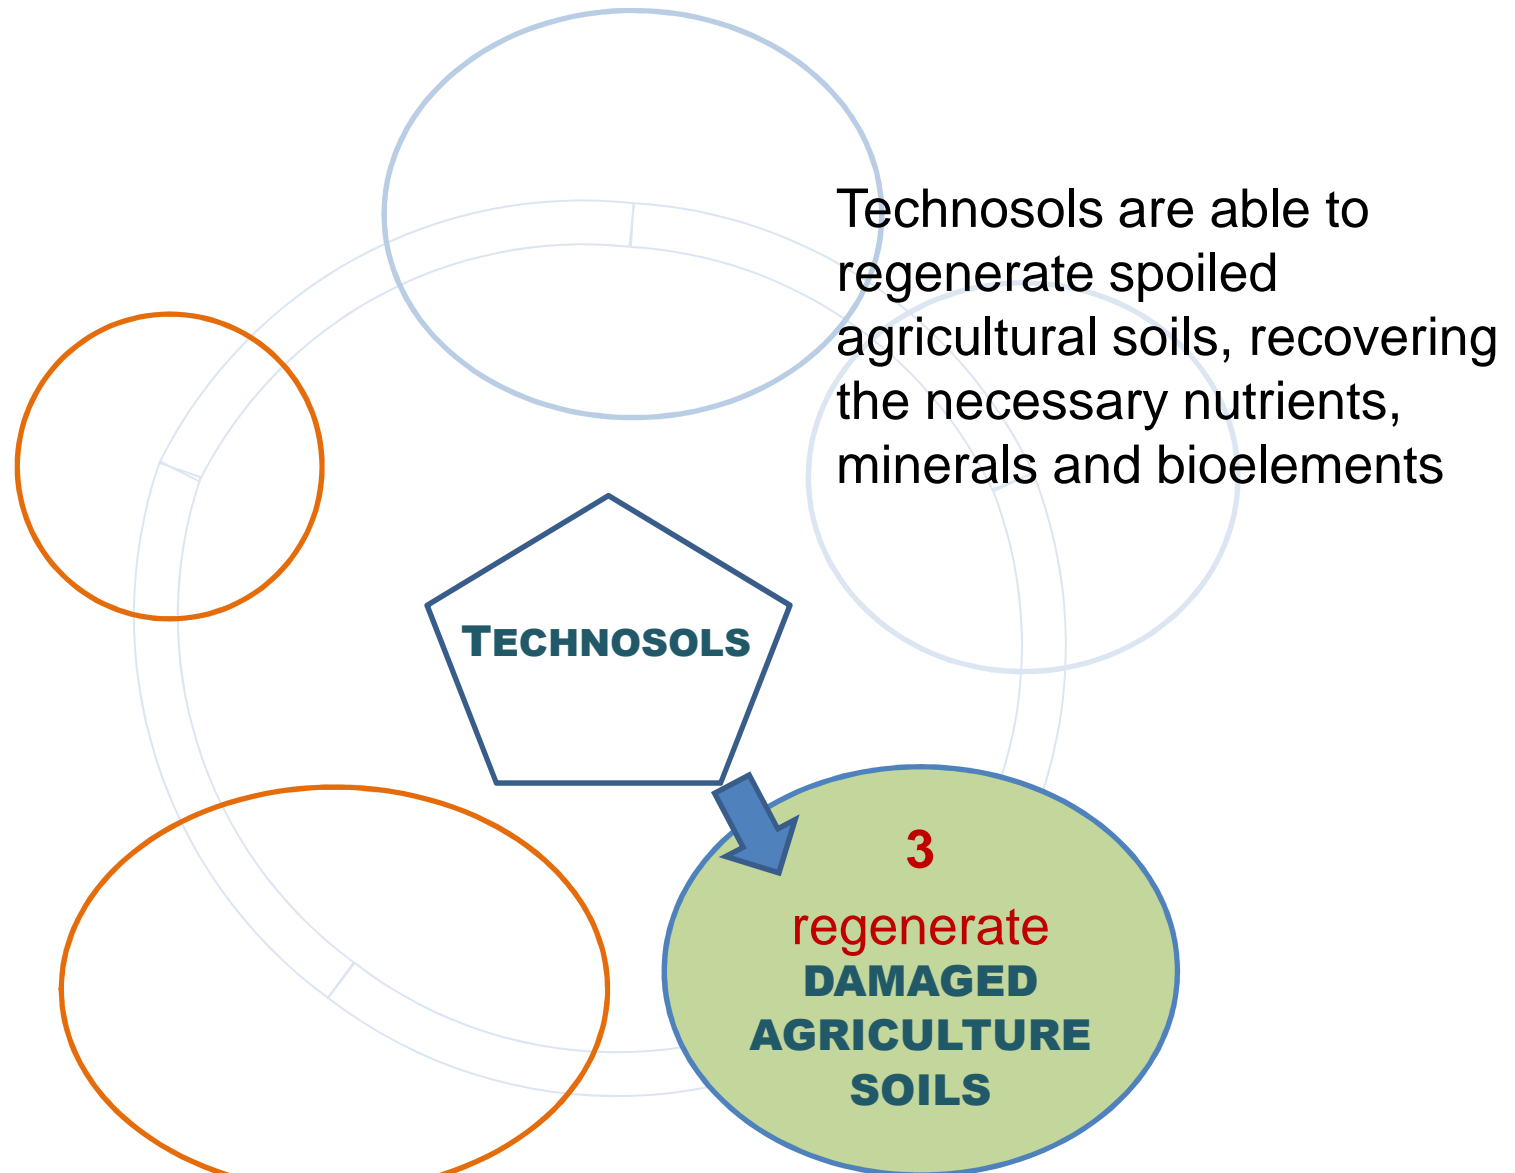 Technosols are able to
regenerate spoiled
agricultural soils, recovering
the necessary nutrients,
minerals and bioelements
TECHNOSOLS
3
regenerate
DAMAGED
AGRICULTURE
SOILS